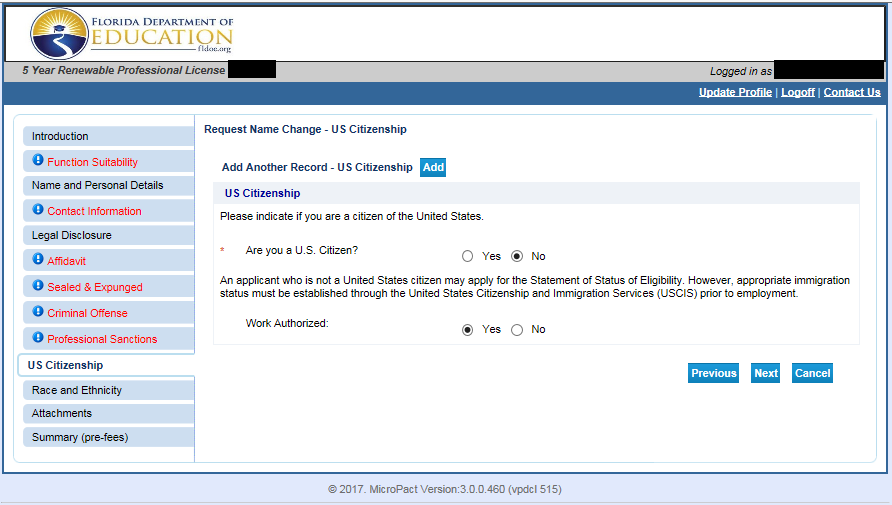 FLORIDA DEPARTMENT OF
EDUCATION
fldoe.org
5 Year Renewable Professional License
Logged in as
Update Profile | Logoff | Contact Us
Introduction
Function Suitability
Name and Personal Details
Contact Information
Legal Disclosure
Affidavit
Sealed & Expunged
Criminal Offense
Professional Sanctions
US Citizenship
Race and Ethnicity
Attachments
Summary (pre-fees)
Request Name Change - US Citizenship
Add Another Record - US Citizenship Add
US Citizenship
Please indicate if you are a citizen of the United States.
* Are you a U.S. Citizen? Yes No
An applicant who is not a United States citizen may apply for the Statement of Status of Eligibility. However, appropriate immigration
status must be established through the United States Citizenship and Immigration Services (USCIS) prior to employment.
Work Authorized: Yes No
Previous Next Cancel
© 2017. MicroPact Version:3.0.0.460 (vpdcl 515)